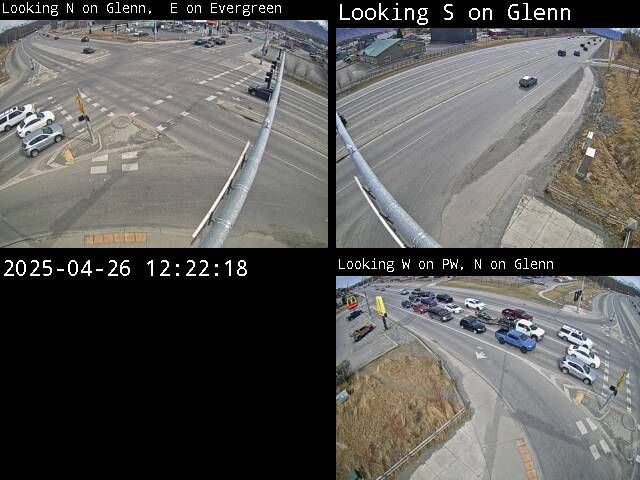 Looking N on Glenn,  E on Evergreen
Looking S on Glenn
2025-04-26 12:22:18
Looking W on PW, N on Glenn